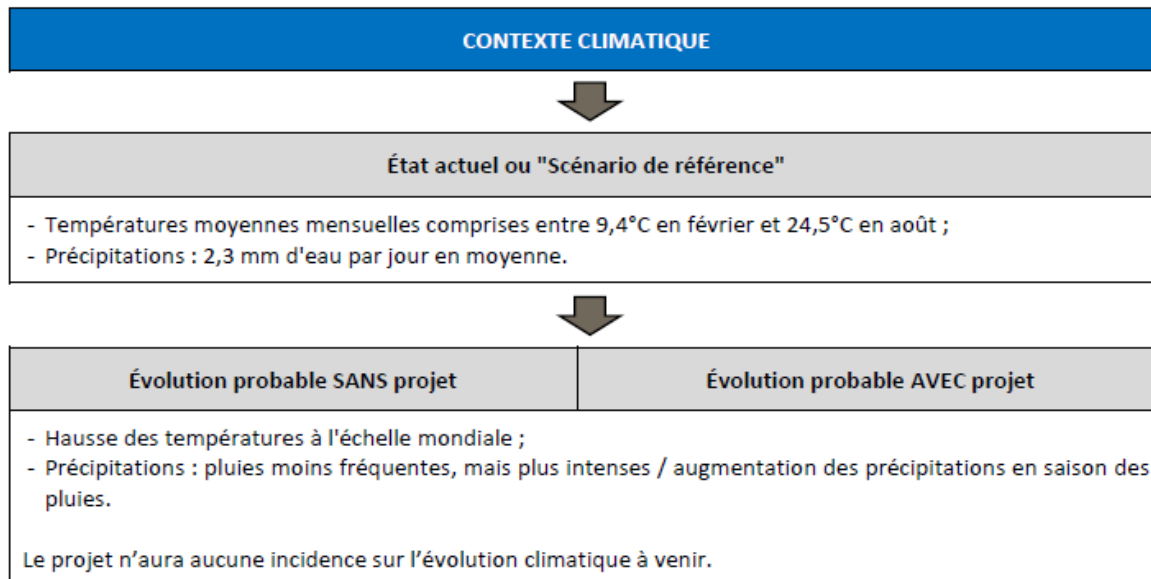 CONTEXTE CLIMATIQUE
État actuel ou "Scénario de référence"
- Températures moyennes mensuelles comprises entre 9,4°C en février et 24,5°C en août ;
- Précipitations : 2,3 mm d'eau par jour en moyenne.
Évolution probable SANS projet
Évolution probable AVEC projet
- Hausse des températures à l'échelle mondiale ;
- Précipitations : pluies moins fréquentes, mais plus intenses / augmentation des précipitations en saison des
pluies.
Le projet n’aura aucune incidence sur l’évolution climatique à venir.